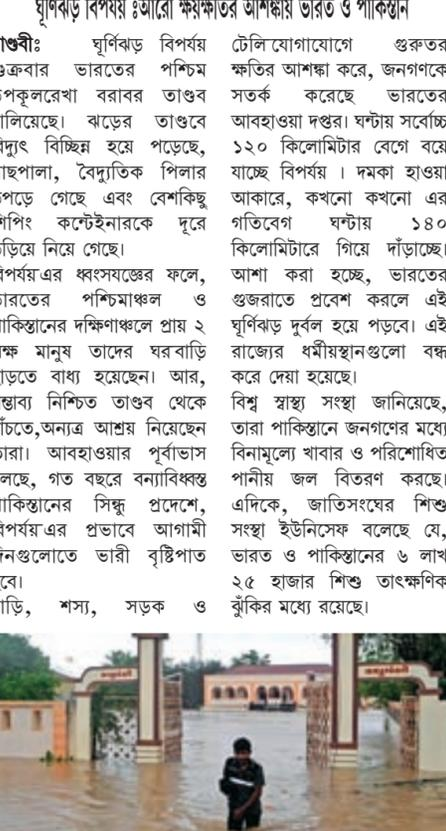 ঘূর্ণিঝড় বিপর্যয় ঃআরো ক্ষয়ক্ষতির আশঙ্কায় ভারত ও পাকিস্তান
াণ্ডবীঃ ঘূর্ণিঝড় বিপর্যয়
ক্রবার ভারতের পশ্চিম
পকূলরেখা বরাবর তাণ্ডব
ালিয়েছে। ঝড়ের তাণ্ডবে
বিদ্যুৎ বিচ্ছিন্ন হয়ে পড়েছে,
াছপালা, বৈদ্যুতিক পিলার
পড়ে গেছে এবং বেশকিছু
শিপিং কন্টেইনারকে দূরে
ড়িয়ে নিয়ে গেছে।
বিপর্যয়-এর ধ্বংসযজ্ঞের ফলে,
ারতের পশ্চিমাঞ্চল ও
াকিস্তানের দক্ষিণাঞ্চলে প্রায় ২
ক্ষ মানুষ তাদের ঘরবাড়ি
াড়তে বাধ্য হয়েছেন। আর,
ম্ভাব্য নিশ্চিত তাণ্ডব থেকে
াঁচতে,অন্যত্র আশ্রয় নিয়েছেন
ারা। আবহাওয়ার পূর্বাভাস
লছে, গত বছরে বন্যাবিধ্বস্ত
াকিস্তানের সিন্ধু প্রদেশে,
বিপর্যয়-এর প্রভাবে আগামী
দিনগুলোতে ভারী বৃষ্টিপাত
বে।
াড়ি, শস্য, সড়ক ও
টেলিযোগাযোগে গুরুতর
ক্ষতির আশঙ্কা করে, জনগণকে
সতর্ক করেছে ভারতের
আবহাওয়া দপ্তর। ঘন্টায় সর্বোচ্চ
১২০ কিলোমিটার বেগে বয়ে
যাচ্ছে বিপর্যয় । দমকা হাওয়া
আকারে, কখনো কখনো এর
গতিবেগ ঘন্টায় ১৪০
কিলোমিটারে গিয়ে দাঁড়াচ্ছে।
আশা করা হচ্ছে, ভারতের
গুজরাতে প্রবেশ করলে এই
ঘূর্ণিঝড় দুর্বল হয়ে পড়বে। এই
রাজ্যের ধর্মীয়স্থানগুলো বন্ধ
করে দেয়া হয়েছে।
বিশ্ব স্বাস্থ্য সংস্থা জানিয়েছে,
তারা পাকিস্তানে জনগণের মধ্যে
বিনামূল্যে খাবার ও পরিশোধিত
পানীয় জল বিতরণ করছে।
এদিকে, জাতিসংঘের শিশু
সংস্থা ইউনিসেফ বলেছে যে,
ভারত ও পাকিস্তানের ৬ লাখ
২৫ হাজার শিশু তাৎক্ষণিক
ঝুঁকির মধ্যে রয়েছে।